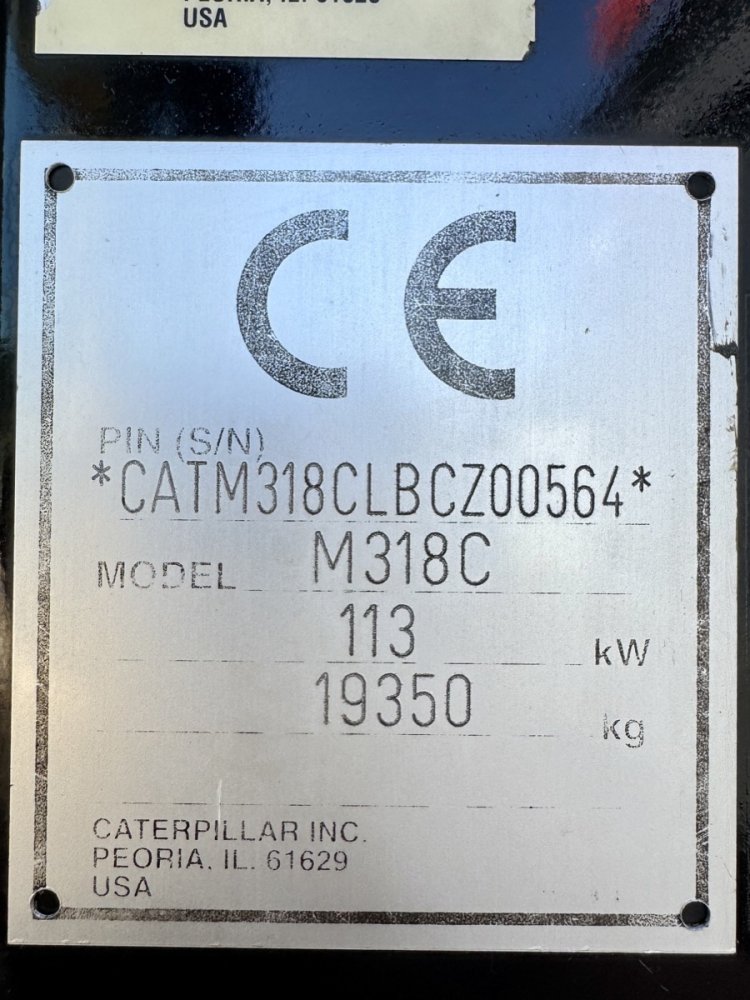 USA
CE
PIN (S/N)
*CATM318CLBCZ00564*
MODEL M318C
113 kW
19350 kg
CATERPILLAR INC.
PEORIA, IL. 61629
USA